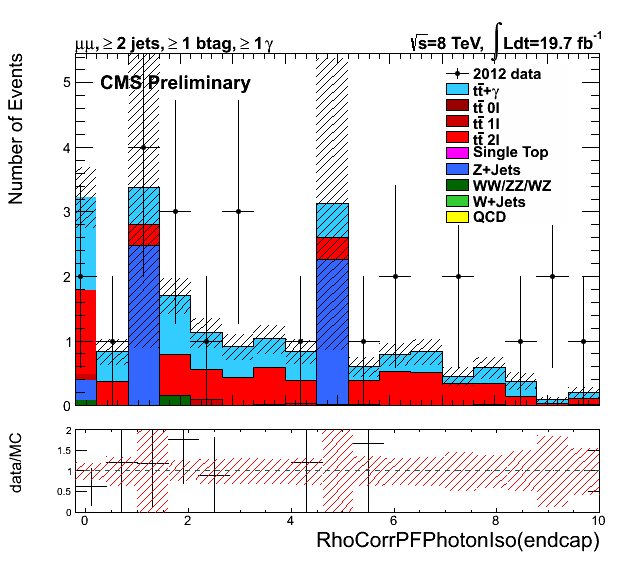 μμ, ≥ 2 jets, ≥ 1 btag, ≥ 1 γ
√s=8 TeV, ∫Ldt=19.7 fb⁻¹
CMS Preliminary
Number of Events
5
4
3
2
1
0
2012 data
tt̄+γ
tt̄ 0l
tt̄ 1l
tt̄ 2l
Single Top
Z+Jets
WW/ZZ/WZ
W+Jets
QCD
data/MC
2
1.5
1
0.5
0
0 2 4 6 8 10
RhoCorrPFPhotonIso(endcap)